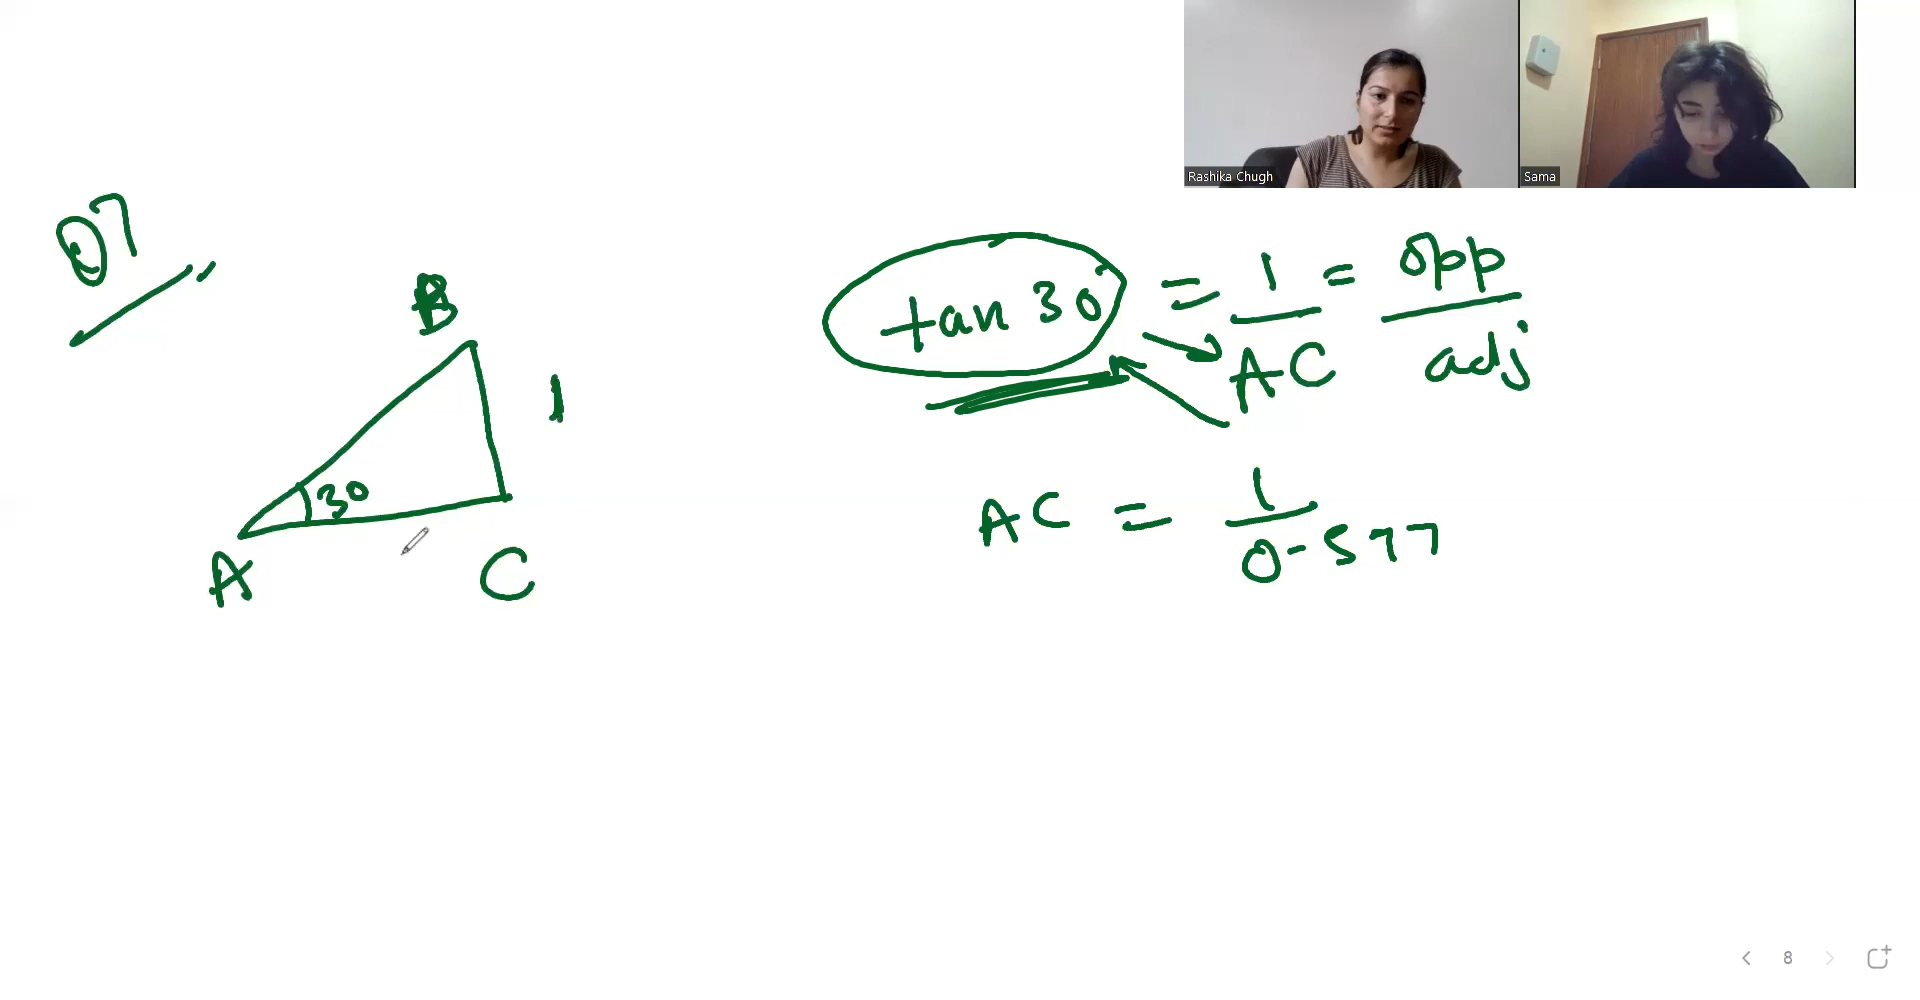 Rashika Chugh
Sama
Q7
B
1
30
A
C
tan 30° = 1/AC = opp/adj
AC = 1/0.577
8